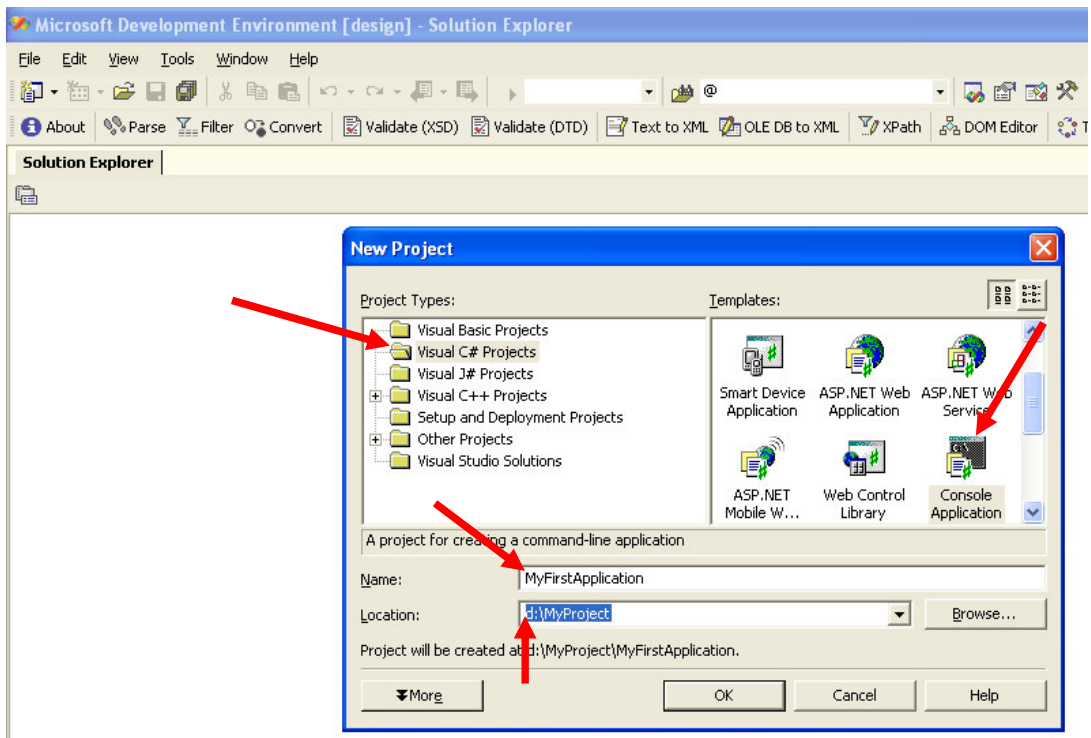 Microsoft Development Environment [design] - Solution Explorer
File Edit View Tools Window Help
@
About Parse Filter Convert Validate (XSD) Validate (DTD) Text to XML OLE DB to XML XPath DOM Editor T
Solution Explorer
New Project
Project Types:
Templates:
Visual Basic Projects
Visual C# Projects
Visual J# Projects
Visual C++ Projects
Setup and Deployment Projects
Other Projects
Visual Studio Solutions
Smart Device ASP.NET Web ASP.NET Web
Application Application Service
ASP.NET Web Control Console
Mobile W... Library Application
A project for creating a command-line application
Name: MyFirstApplication
Location: d:\MyProject Browse...
Project will be created at d:\MyProject\MyFirstApplication.
More OK Cancel Help